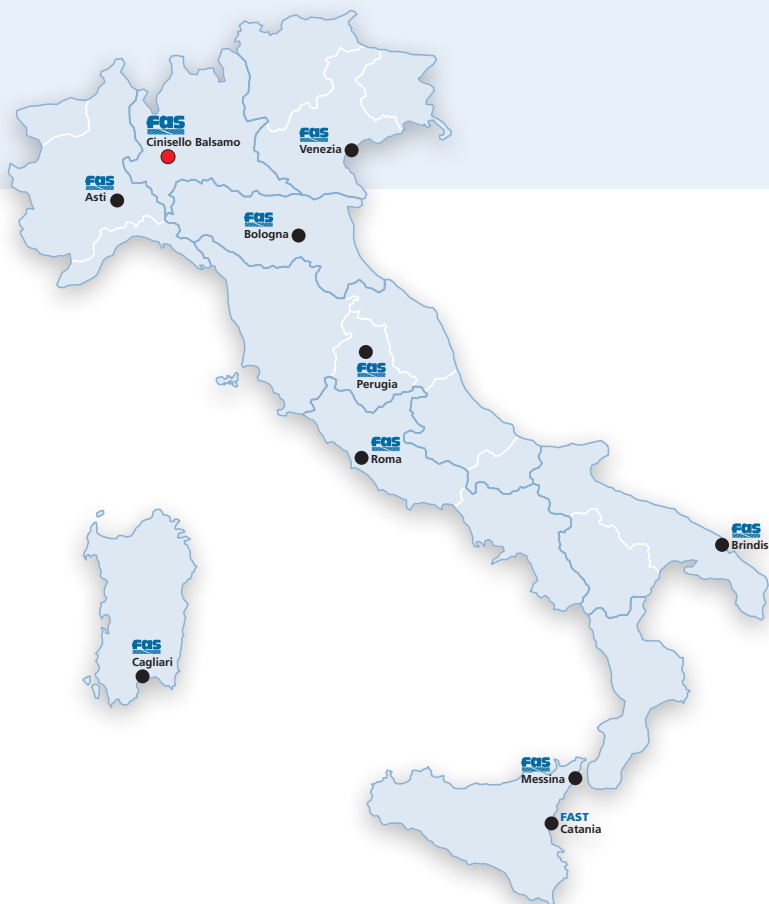 fas
Cinisello Balsamo
fas
Venezia
fas
Asti
fas
Bologna
fas
Perugia
fas
Roma
fas
Brindis
fas
Cagliari
fas
Messina
FAST
Catania